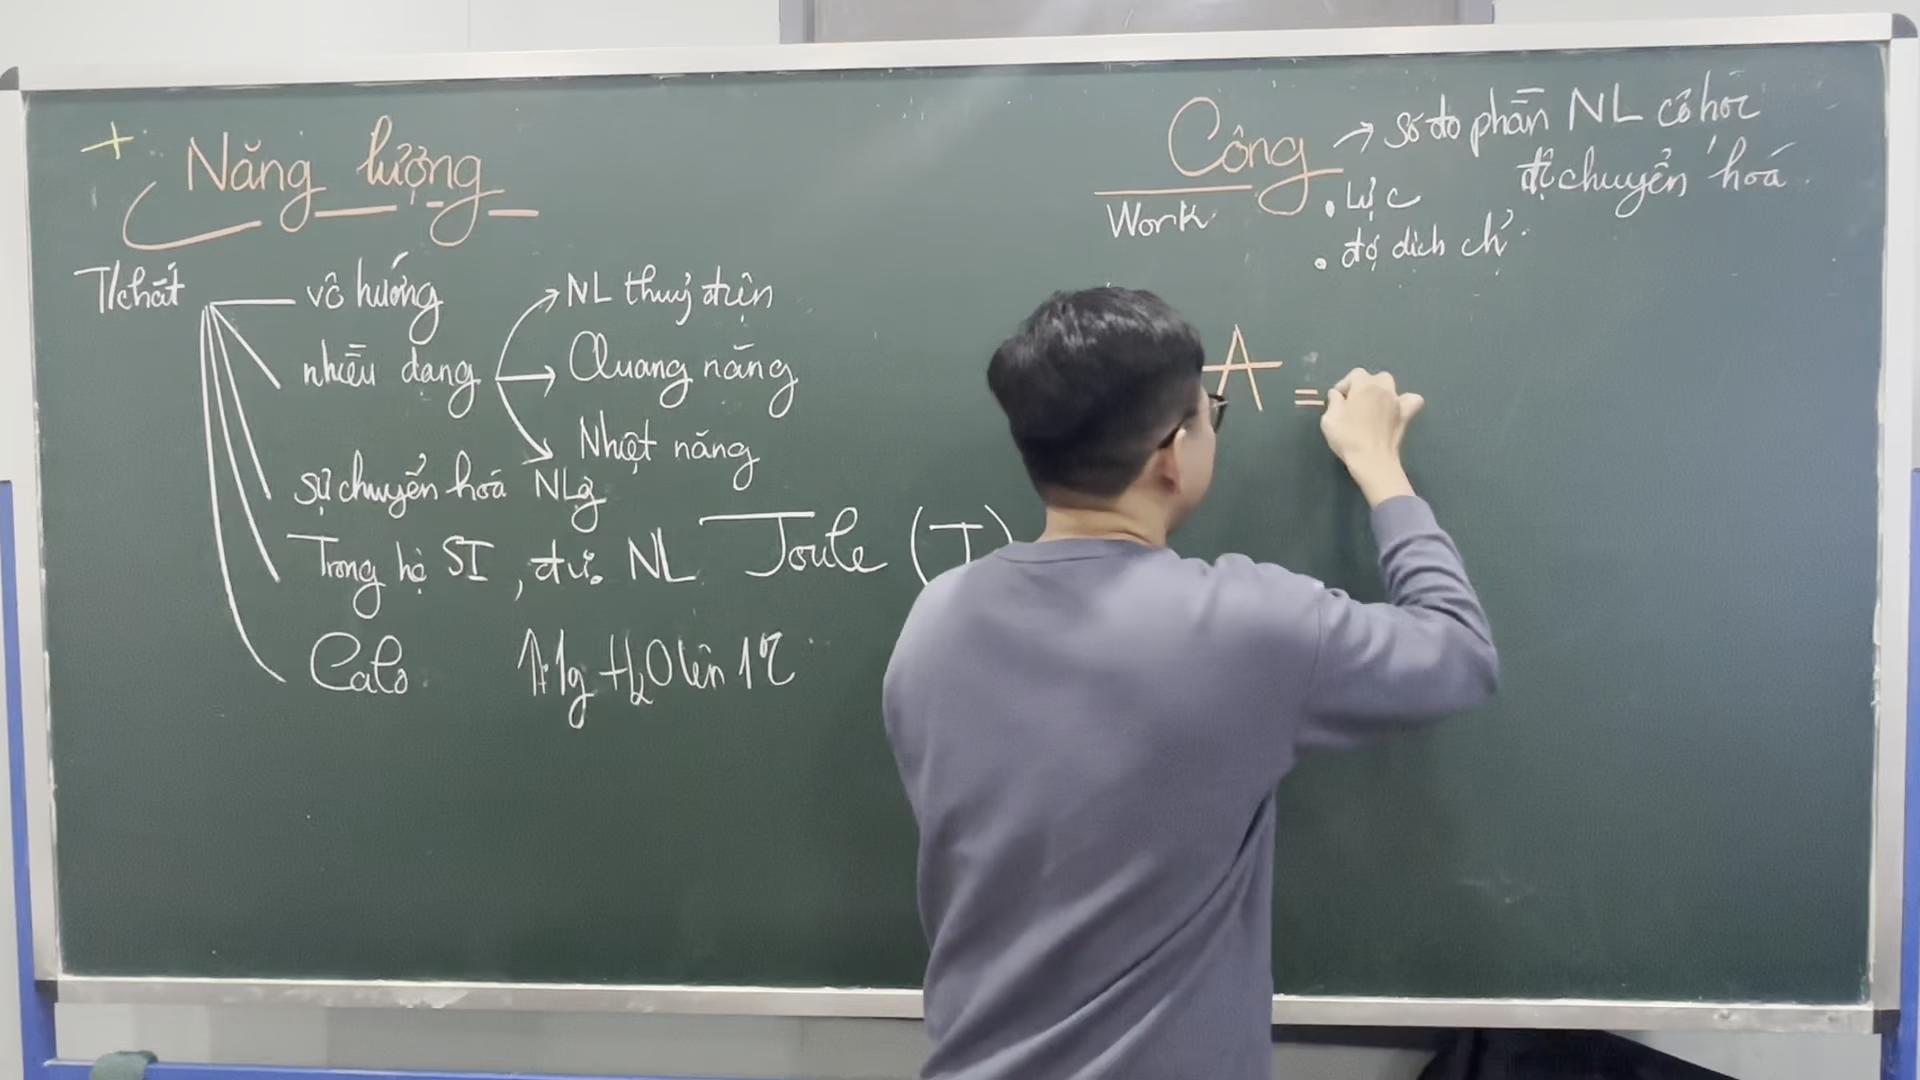 + Năng lượng
T/chất
vô hướng
nhiều dạng
→ NL thuỷ điện
→ Quang năng
→ Nhiệt năng
sự chuyển hoá NLg
Trong hệ SI, đv. NL Joule (J)
Calo
1g H₂O lên 1°C
Công → số đo phần NL cơ học
đc chuyển hoá
Work
• Lực
• độ dịch ch
A =